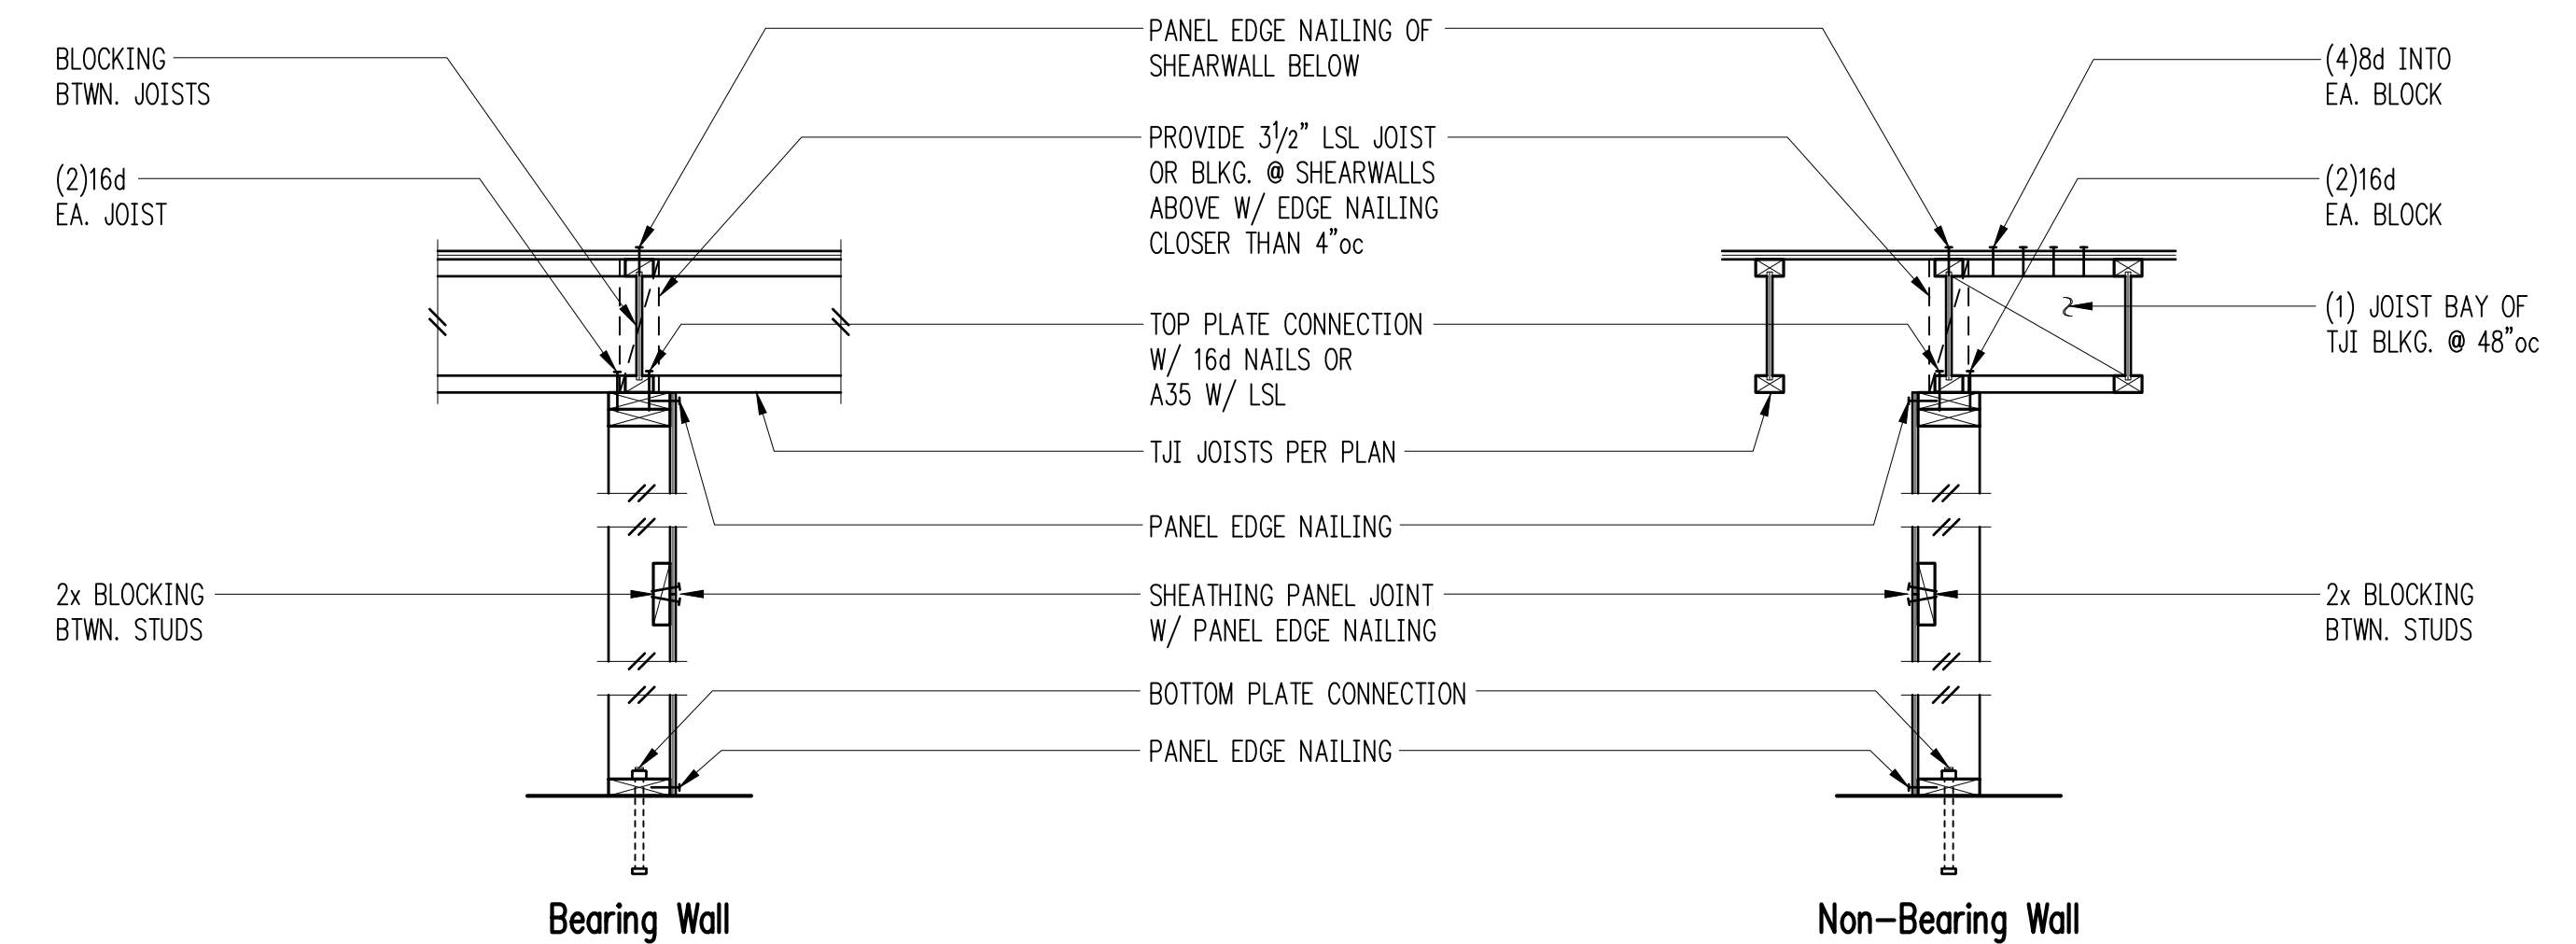 BLOCKING
BTWN. JOISTS
(2)16d
EA. JOIST
2x BLOCKING
BTWN. STUDS
PANEL EDGE NAILING OF
SHEARWALL BELOW
PROVIDE 3 1/2" LSL JOIST
OR BLKG. @ SHEARWALLS
ABOVE W/ EDGE NAILING
CLOSER THAN 4"oc
TOP PLATE CONNECTION
W/ 16d NAILS OR
A35 W/ LSL
TJI JOISTS PER PLAN
PANEL EDGE NAILING
SHEATHING PANEL JOINT
W/ PANEL EDGE NAILING
BOTTOM PLATE CONNECTION
PANEL EDGE NAILING
(4)8d INTO
EA. BLOCK
(2)16d
EA. BLOCK
(1) JOIST BAY OF
TJI BLKG. @ 48"oc
2x BLOCKING
BTWN. STUDS
Bearing Wall
Non-Bearing Wall